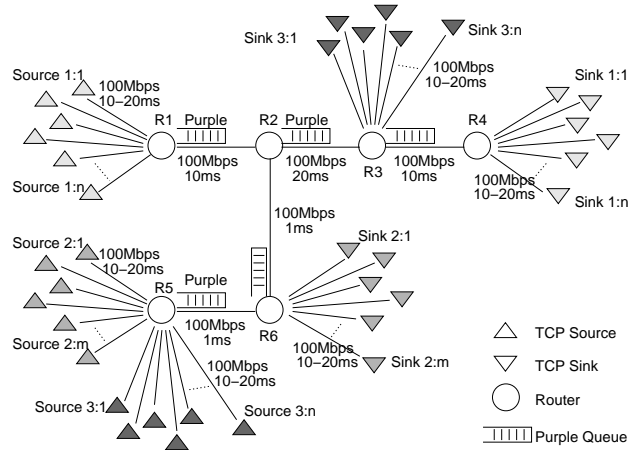 Sink 3:1
Sink 3:n
Source 1:1
100Mbps
10–20ms
100Mbps
10–20ms
Sink 1:1
R1
Purple
R2
Purple
R3
R4
100Mbps
10ms
100Mbps
20ms
100Mbps
10ms
100Mbps
10–20ms
Source 1:n
Sink 1:n
100Mbps
1ms
Source 2:1
100Mbps
10–20ms
Sink 2:1
R5
Purple
R6
100Mbps
1ms
Source 2:m
100Mbps
10–20ms
Sink 2:m
100Mbps
10–20ms
Source 3:1
Source 3:n
TCP Source
TCP Sink
Router
Purple Queue